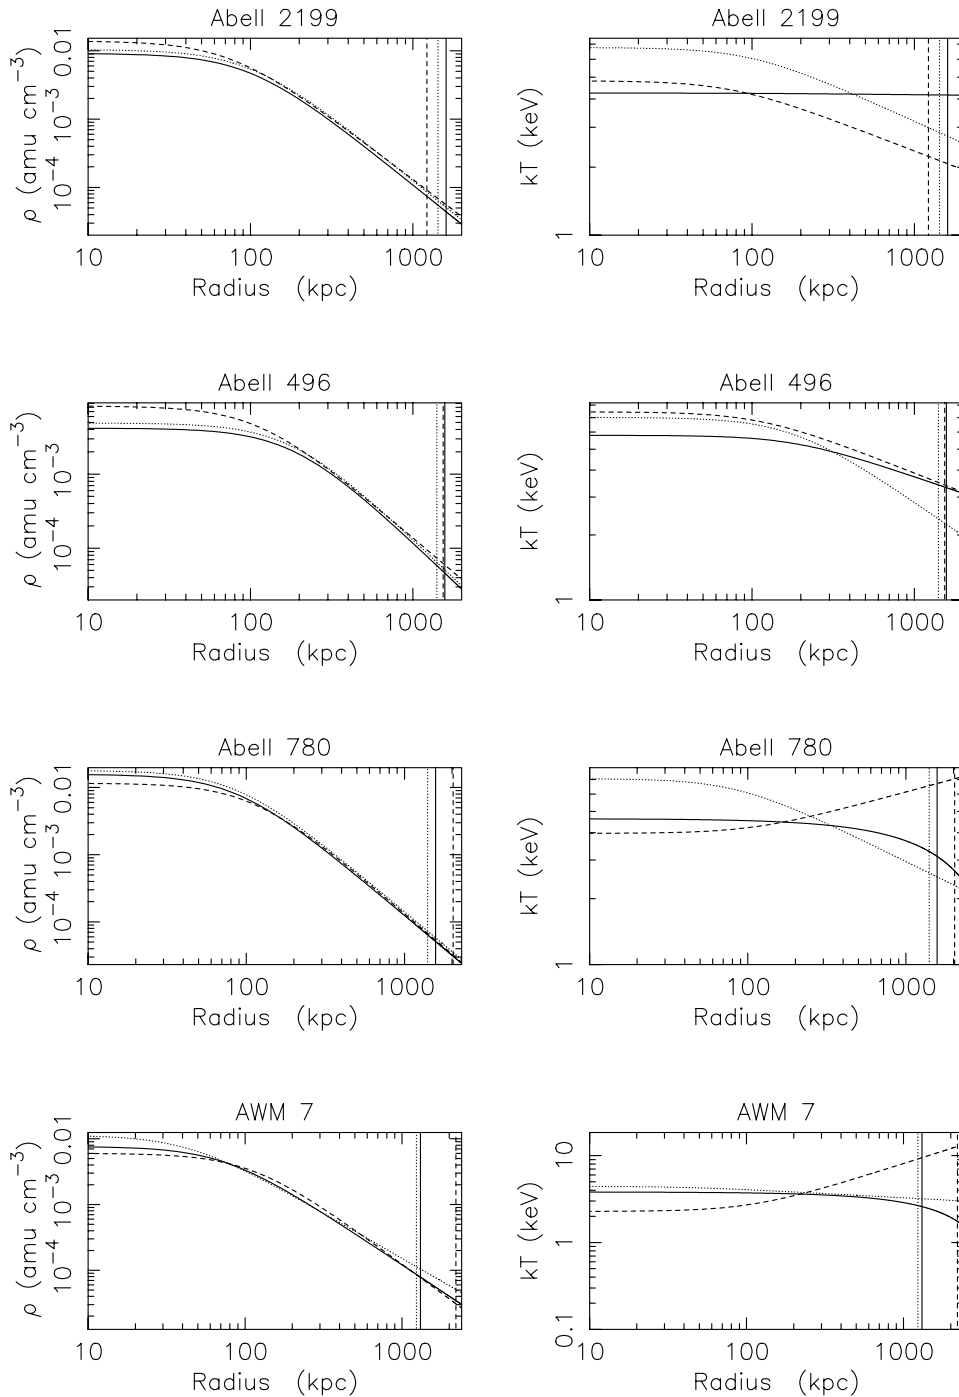 Abell 2199
ρ (amu cm⁻³)
10⁻⁴ 10⁻³ 0.01
10 100 1000
Radius (kpc)
Abell 2199
kT (keV)
1
10 100 1000
Radius (kpc)
Abell 496
ρ (amu cm⁻³)
10⁻⁴ 10⁻³
10 100 1000
Radius (kpc)
Abell 496
kT (keV)
1
10 100 1000
Radius (kpc)
Abell 780
ρ (amu cm⁻³)
10⁻⁴ 10⁻³ 0.01
10 100 1000
Radius (kpc)
Abell 780
kT (keV)
1
10 100 1000
Radius (kpc)
AWM 7
ρ (amu cm⁻³)
10⁻⁴ 10⁻³ 0.01
10 100 1000
Radius (kpc)
AWM 7
kT (keV)
0.1 1 10
10 100 1000
Radius (kpc)